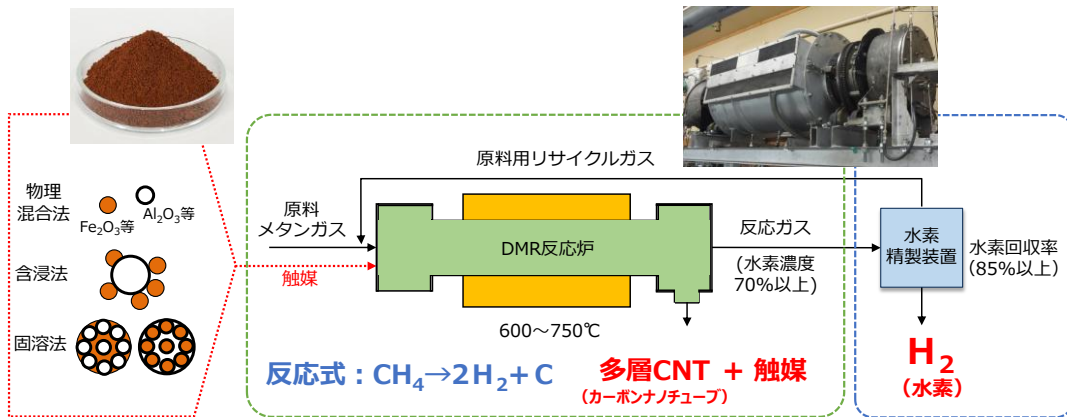 物理
混合法
Fe₂O₃等
Al₂O₃等
含浸法
固溶法
触媒
原料
メタンガス
原料用リサイクルガス
DMR反応炉
600～750℃
反応ガス
(水素濃度
70％以上)
水素
精製装置
水素回収率
(85％以上)
反応式：CH₄→2H₂+C
多層CNT + 触媒
(カーボンナノチューブ)
H₂
(水素)